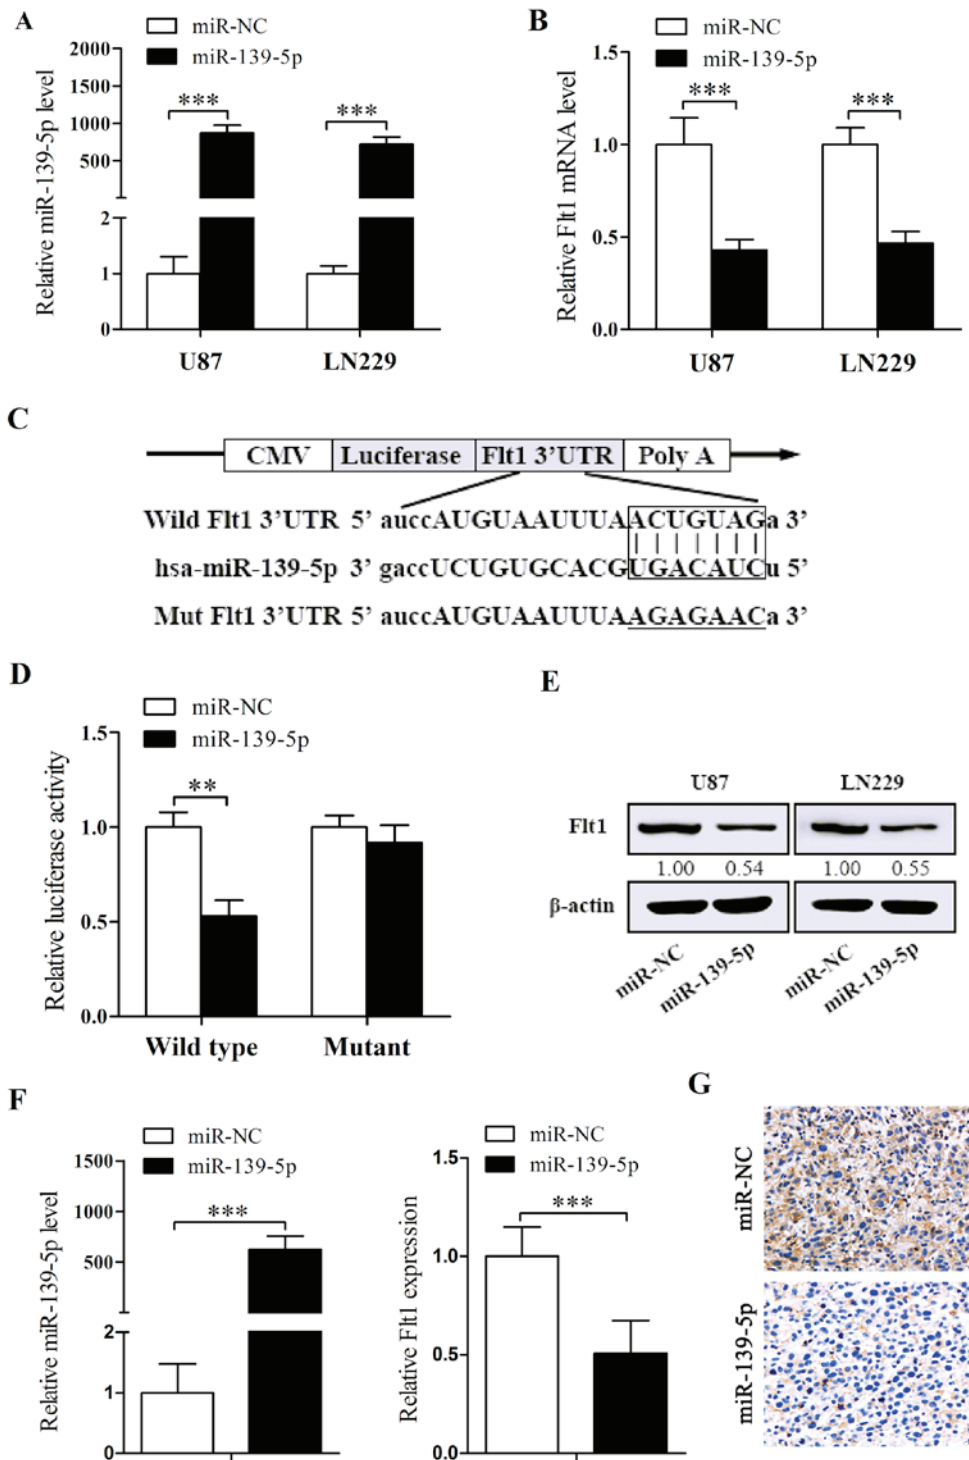 A
miR-NC
miR-139-5p
Relative miR-139-5p level
2000
1500
1000
500
2
1
0
***
***
U87
LN229
B
miR-NC
miR-139-5p
Relative Flt1 mRNA level
1.5
1.0
0.5
0.0
***
***
U87
LN229
C
CMV Luciferase Flt1 3'UTR Poly A
Wild Flt1 3'UTR 5' auccAUGUAAUUUAACUGUAGa 3'
hsa-miR-139-5p 3' gaccUCUGUGCACGUGACAUCu 5'
Mut Flt1 3'UTR 5' auccAUGUAAUUUAAGAGAACa 3'
D
miR-NC
miR-139-5p
Relative luciferase activity
1.5
1.0
0.5
0.0
**
Wild type
Mutant
E
U87 LN229
Flt1
1.00 0.54 1.00 0.55
β-actin
miR-NC miR-139-5p miR-NC miR-139-5p
F
miR-NC
miR-139-5p
Relative miR-139-5p level
1500
1000
500
2
1
0
***
miR-NC
miR-139-5p
Relative Flt1 expression
1.5
1.0
0.5
0.0
***
G
miR-NC
miR-139-5p